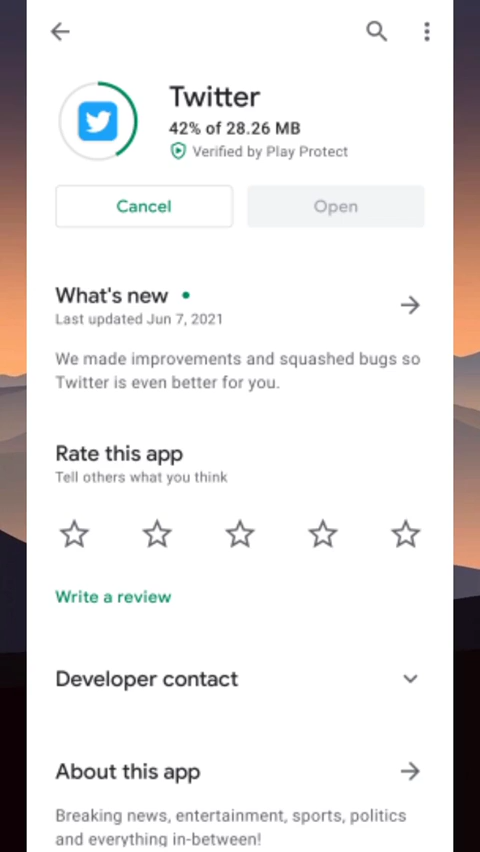 Twitter
42% of 28.26 MB
Verified by Play Protect
Cancel
Open
What's new
Last updated Jun 7, 2021
We made improvements and squashed bugs so
Twitter is even better for you.
Rate this app
Tell others what you think
Write a review
Developer contact
About this app
Breaking news, entertainment, sports, politics
and everything in-between!